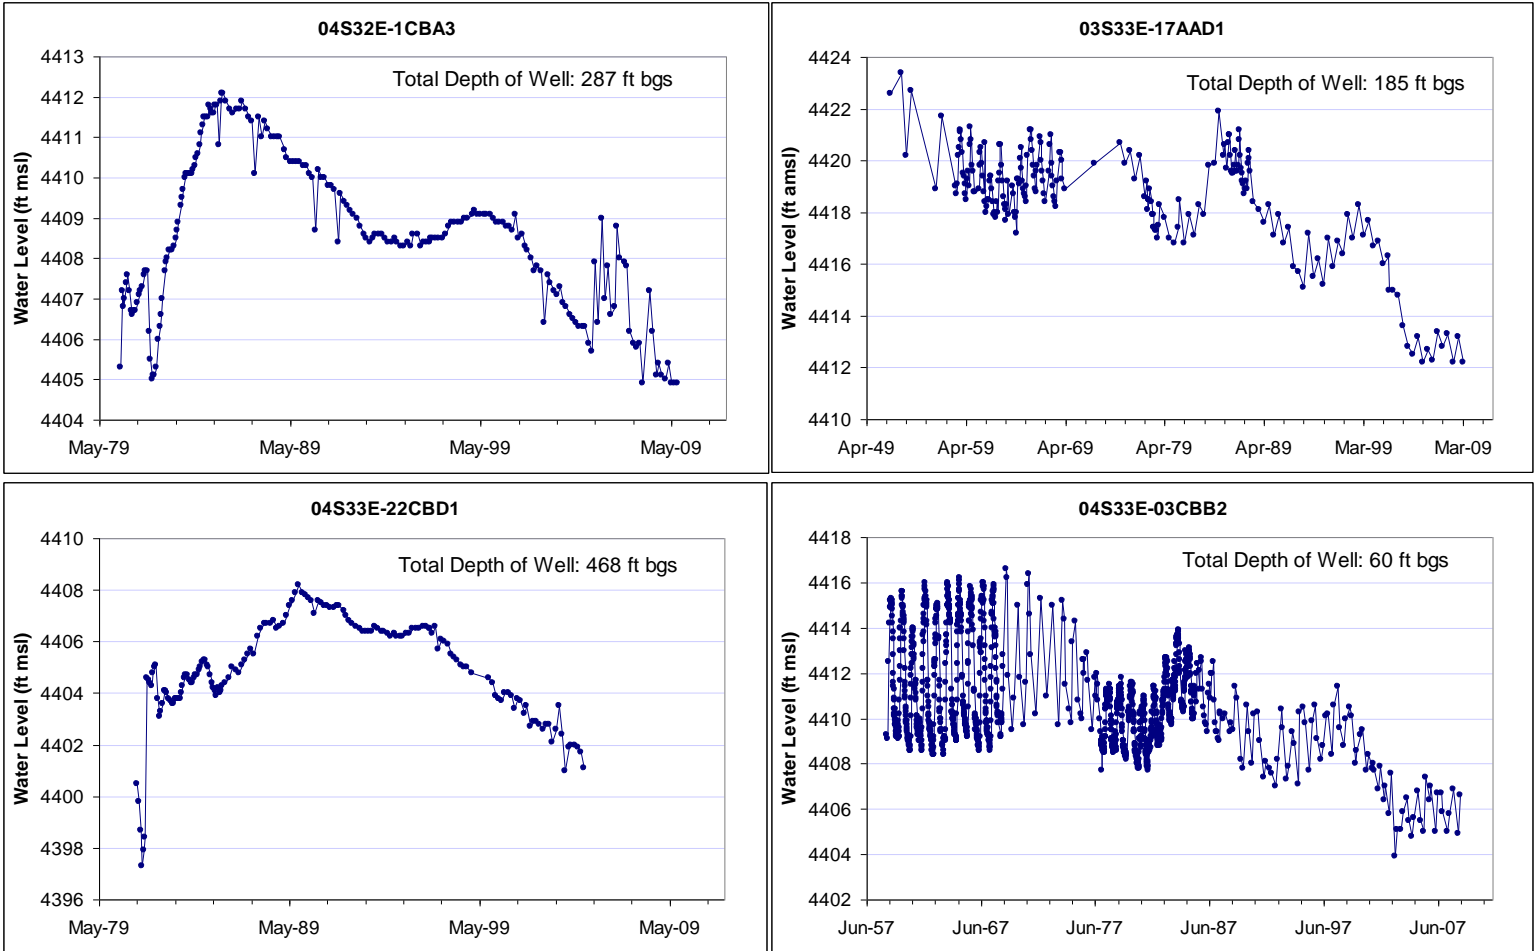 04S32E-1CBA3
Total Depth of Well: 287 ft bgs
Water Level (ft msl)
4413
4412
4411
4410
4409
4408
4407
4406
4405
4404
May-79 May-89 May-99 May-09
03S33E-17AAD1
Total Depth of Well: 185 ft bgs
Water Level (ft amsl)
4424
4422
4420
4418
4416
4414
4412
4410
Apr-49 Apr-59 Apr-69 Apr-79 Apr-89 Mar-99 Mar-09
04S33E-22CBD1
Total Depth of Well: 468 ft bgs
Water Level (ft msl)
4410
4408
4406
4404
4402
4400
4398
4396
May-79 May-89 May-99 May-09
04S33E-03CBB2
Total Depth of Well: 60 ft bgs
Water Level (ft msl)
4418
4416
4414
4412
4410
4408
4406
4404
4402
Jun-57 Jun-67 Jun-77 Jun-87 Jun-97 Jun-07